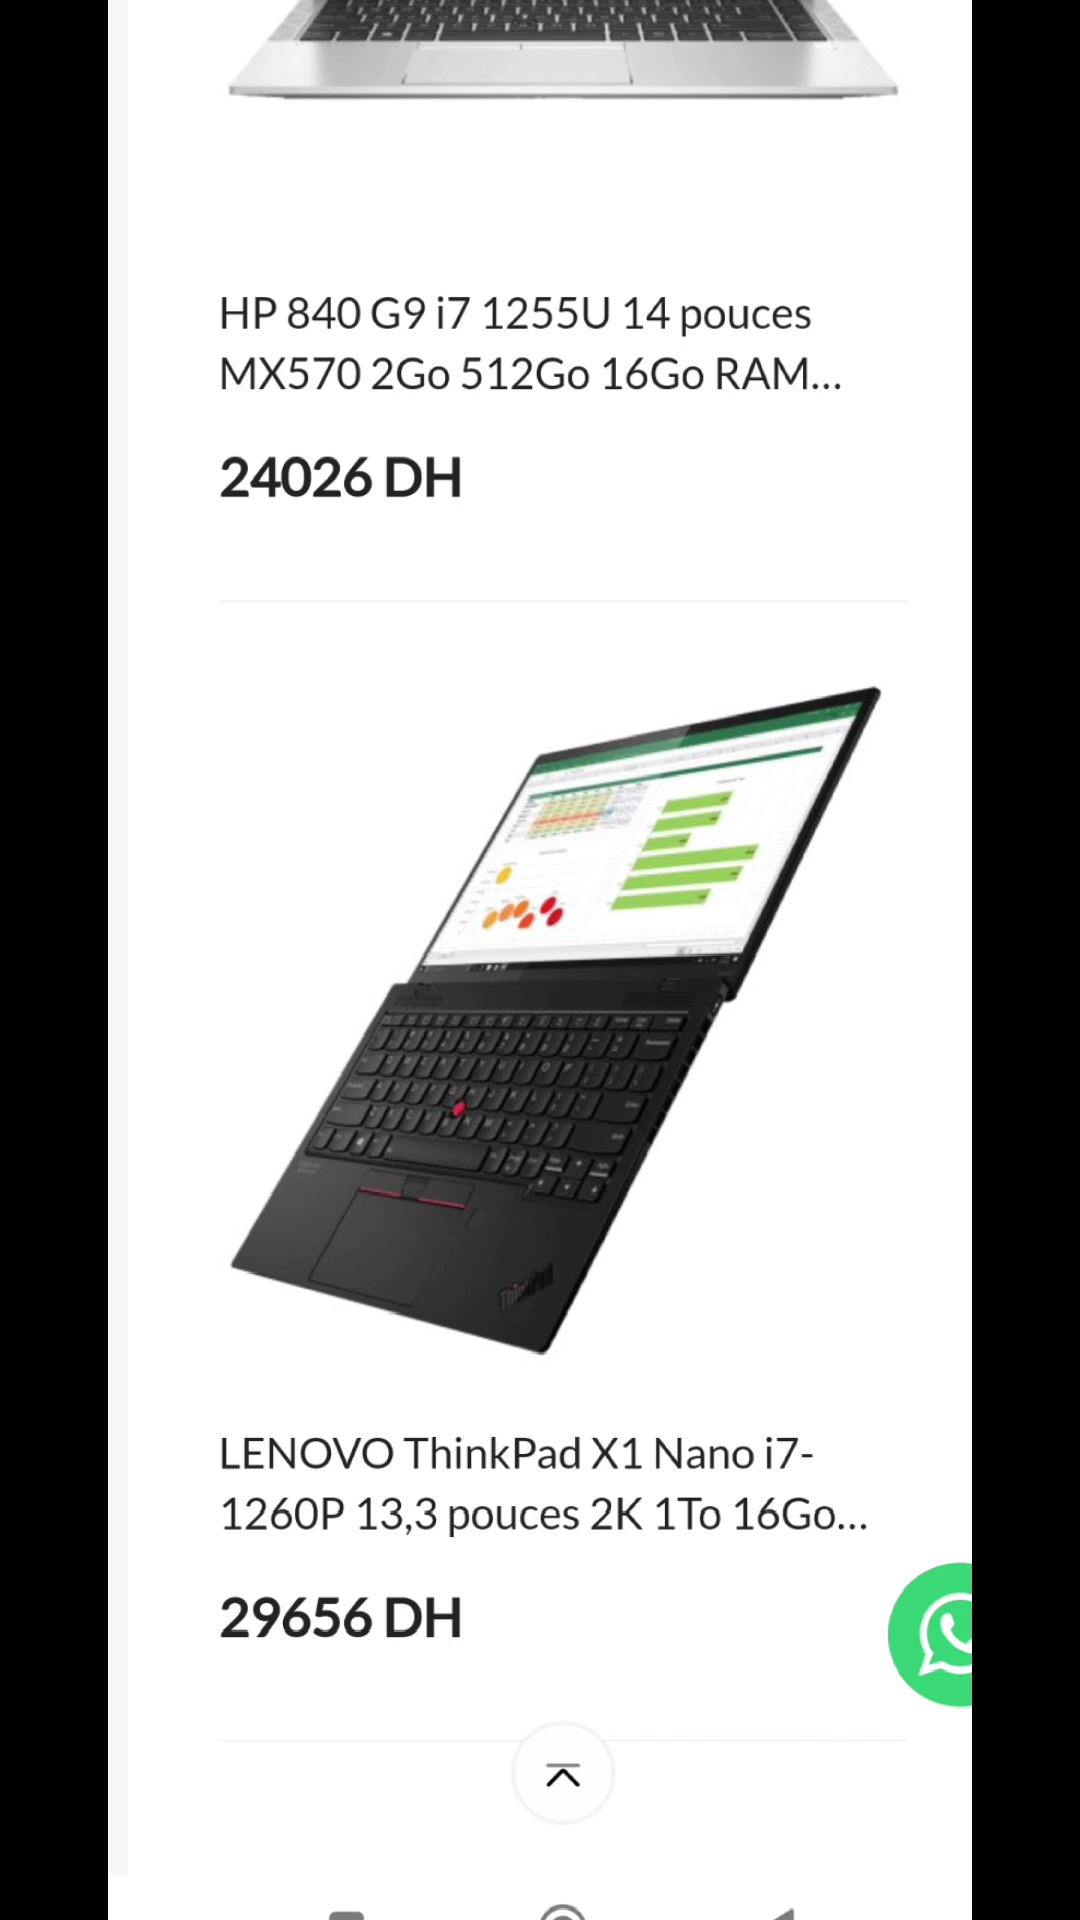 HP 840 G9 i7 1255U 14 pouces
MX570 2Go 512Go 16Go RAM...
24026 DH
ThinkPad
LENOVO ThinkPad X1 Nano i7-
1260P 13,3 pouces 2K 1To 16Go...
29656 DH